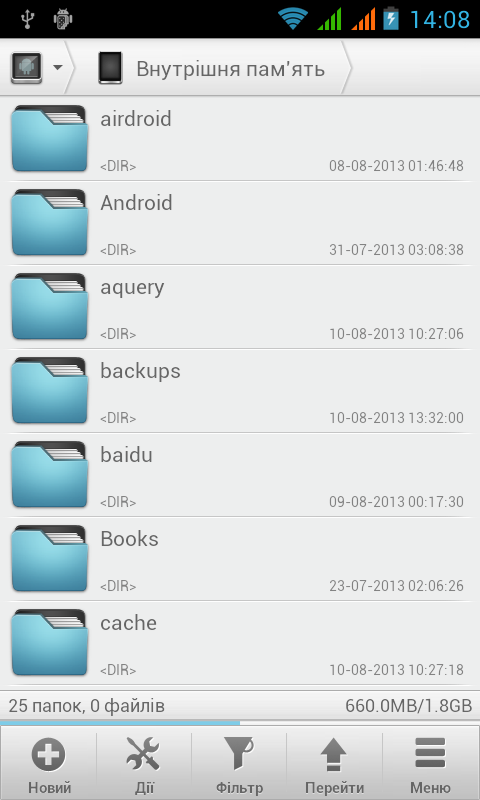 14:08
Внутрішня пам'ять
airdroid
<DIR> 08-08-2013 01:46:48
Android
<DIR> 31-07-2013 03:08:38
aquery
<DIR> 10-08-2013 10:27:06
backups
<DIR> 10-08-2013 13:32:00
baidu
<DIR> 09-08-2013 00:17:30
Books
<DIR> 23-07-2013 02:06:26
cache
<DIR> 10-08-2013 10:27:18
25 папок, 0 файлів 660.0MB/1.8GB
Новий Дії Фільтр Перейти Меню